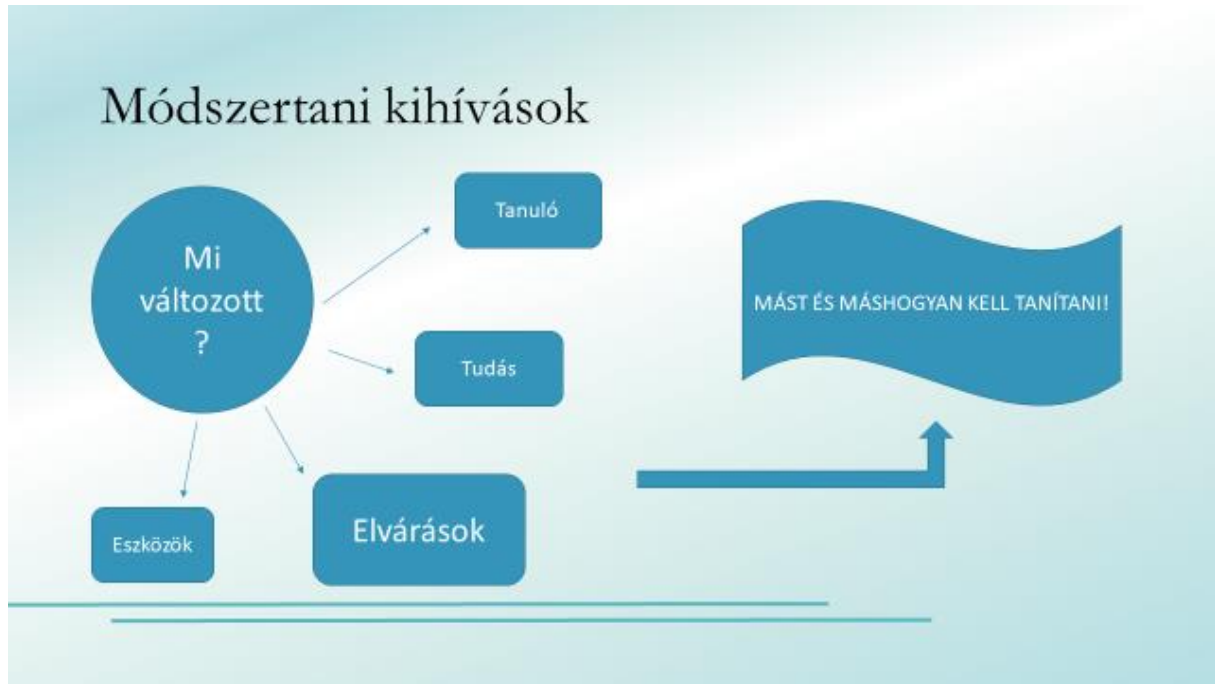 Módszertani kihívások
Mi
változott
?
Tanuló
Tudás
Elvárások
Eszközök
MÁST ÉS MÁSHOGYAN KELL TANÍTANI!